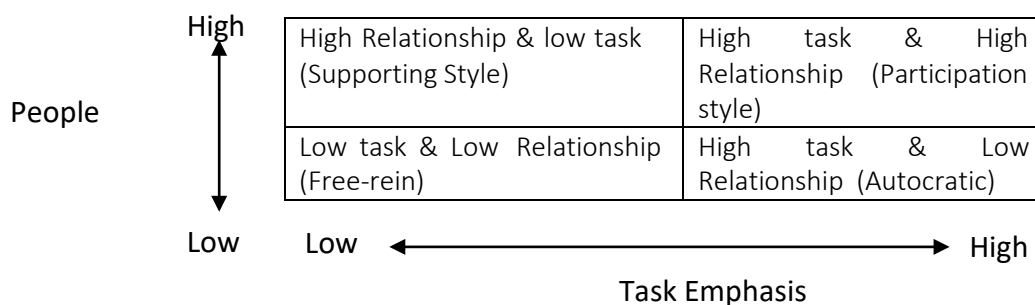 High
High Relationship & low task
(Supporting Style)
High task & High
Relationship (Participation
style)
People
Low task & Low Relationship
(Free-rein)
High task & Low
Relationship (Autocratic)
Low
Low
High
Task Emphasis